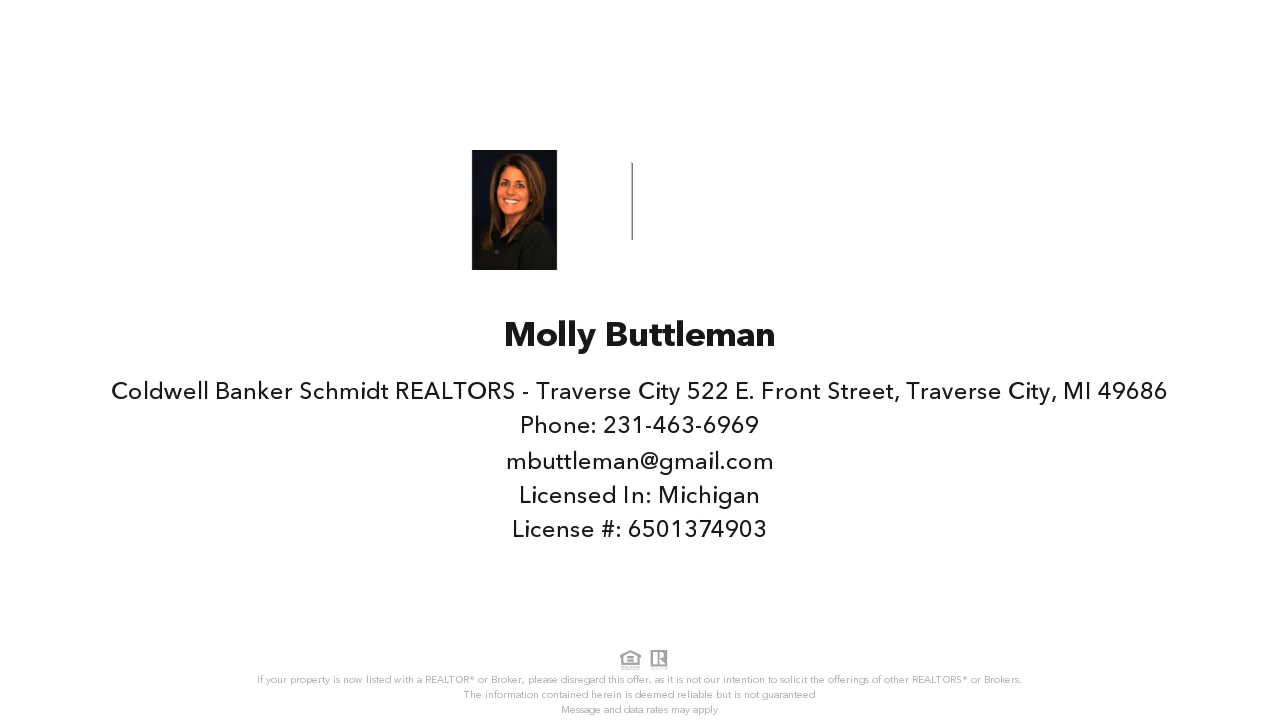 Molly Buttleman
Coldwell Banker Schmidt REALTORS - Traverse City 522 E. Front Street, Traverse City, MI 49686
Phone: 231-463-6969
mbuttleman@gmail.com
Licensed In: Michigan
License #: 6501374903
If your property is now listed with a REALTOR® or Broker, please disregard this offer, as it is not our intention to solicit the offerings of other REALTORS® or Brokers.
The information contained herein is deemed reliable but is not guaranteed
Message and data rates may apply